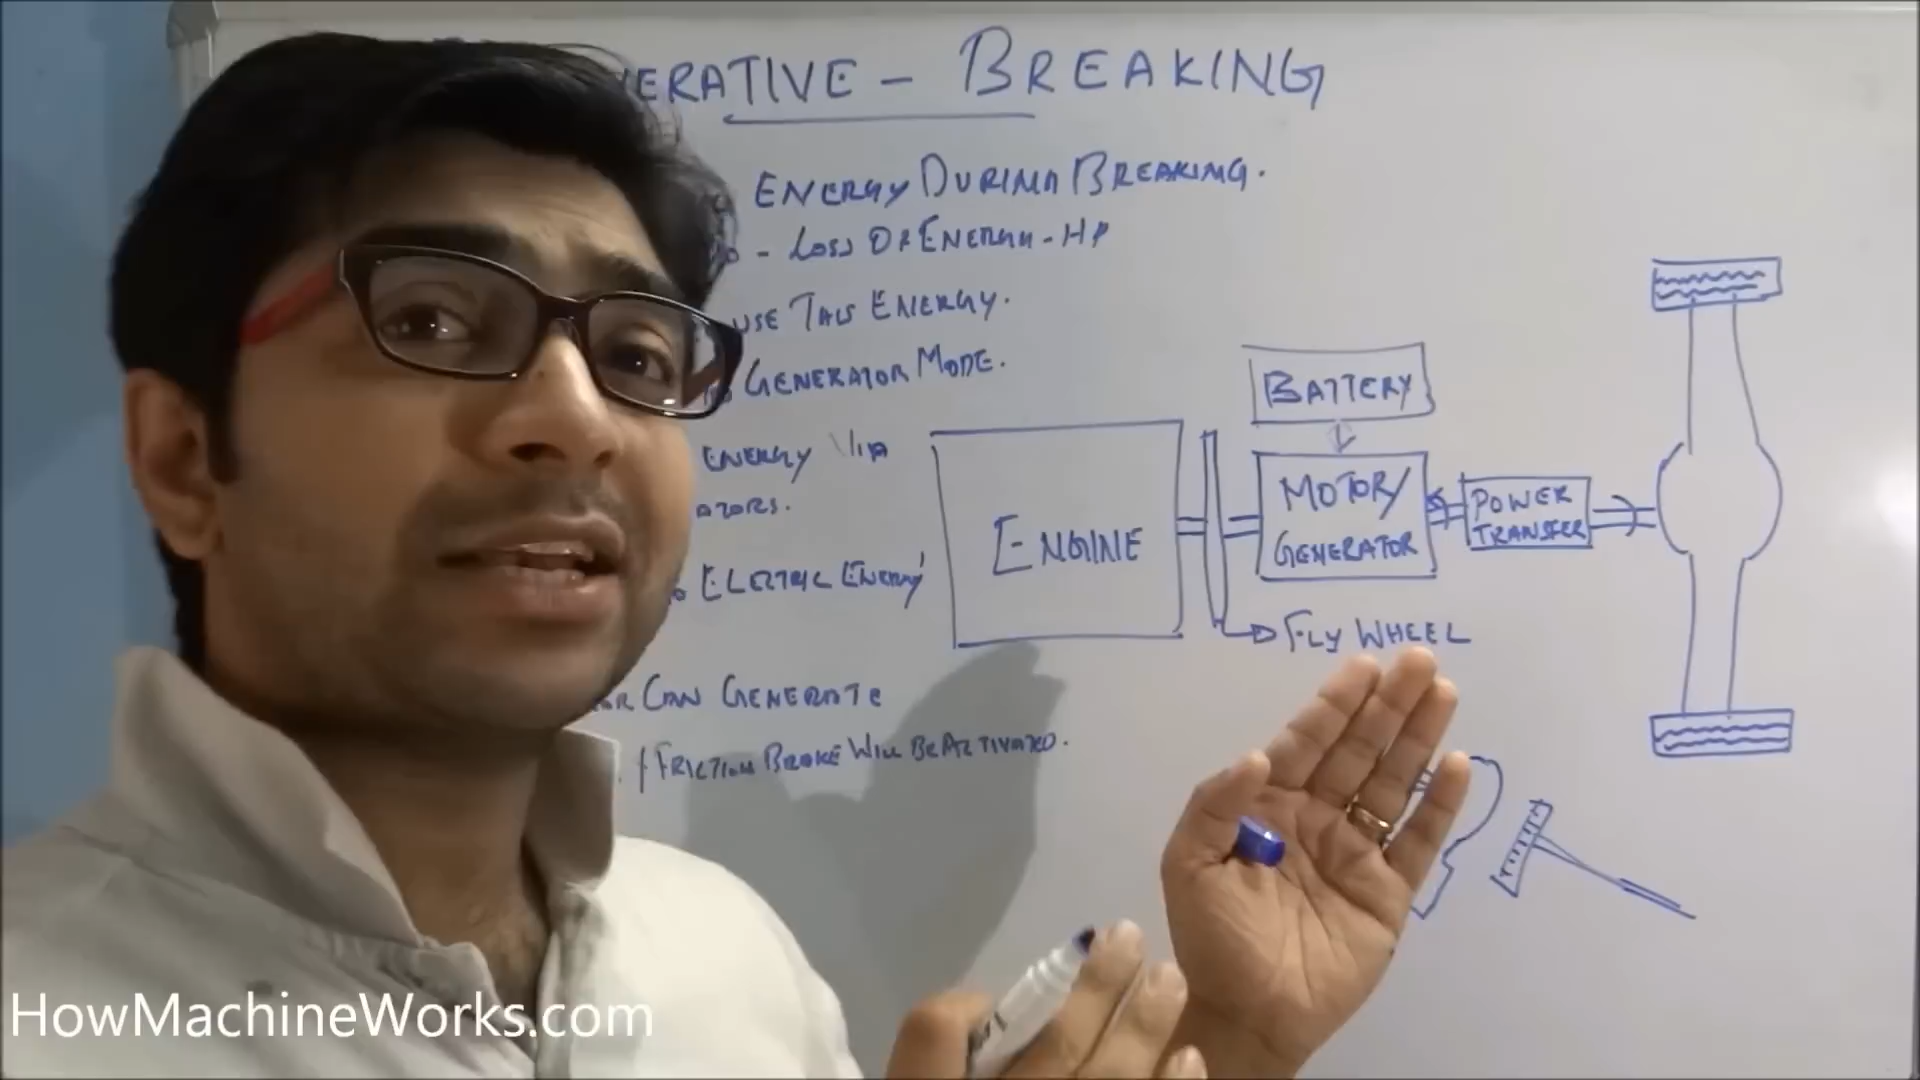 ERATIVE - BREAKING
ENERGY DURING BREAKING.
- LOSS OF ENERGY - HP
USE THIS ENERGY.
GENERATOR MODE.
ENERGY VIA
ATORS.
ELECTRIC ENERGY
OR CAN GENERATE
FRICTION BRAKE WILL BE ACTIVATED.
BATTERY
ENGINE
MOTOR/
GENERATOR
POWER
TRANSFER
FLY WHEEL
HowMachineWorks.com